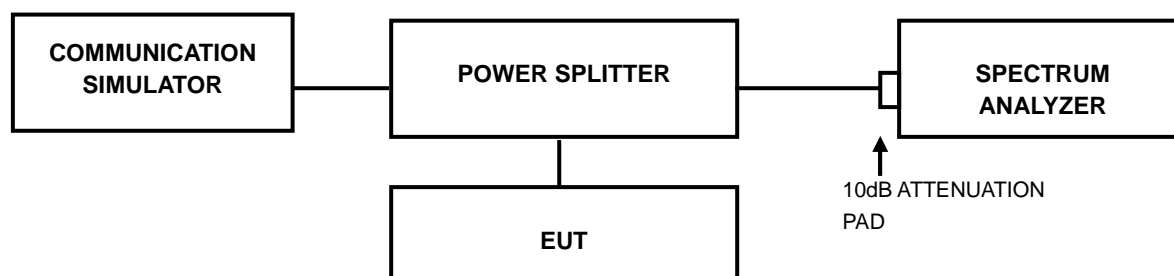 COMMUNICATION
SIMULATOR
POWER SPLITTER
SPECTRUM
ANALYZER
10dB ATTENUATION
PAD
EUT